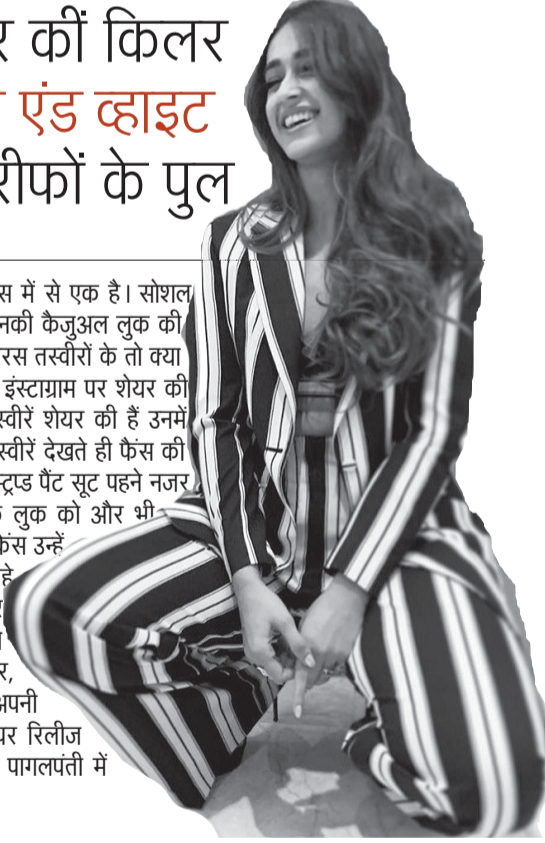 र कीं किलर
एंड व्हाइट
रीफों के पुल
स में से एक है। सोशल
नकी कैजुअल लुक की
रस तस्वीरों के तो क्या
इंस्टाग्राम पर शेयर की
स्वीरें शेयर की हैं उनमें
स्वीरें देखते ही फैंस की
स्ट्रप्ड पैंट सूट पहने नजर
लुक को और भी
फैंस उन्हें
हे
र,
अपनी
पर रिलीज
पागलपंती में